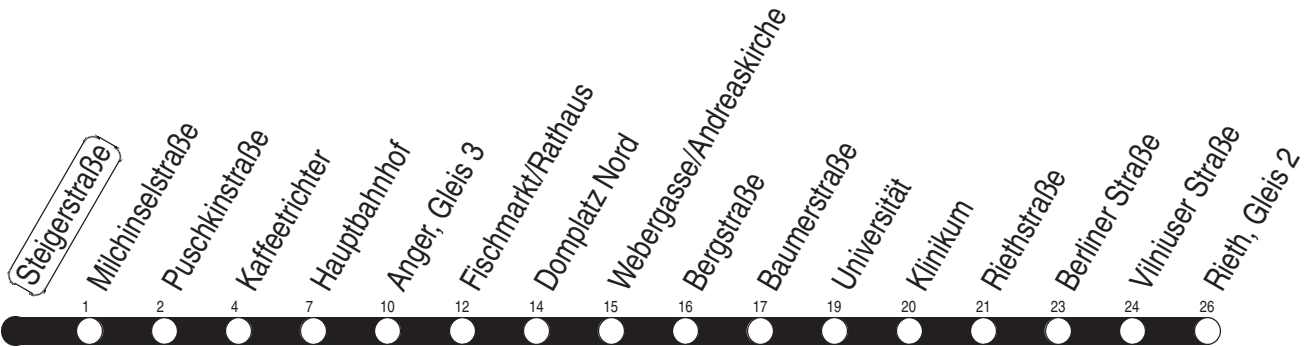 Steigerstraße
Milchinselstraße
Puschkinstraße
Kaffeetrichter
Hauptbahnhof
Anger, Gleis 3
Fischmarkt/Rathaus
Domplatz Nord
Webergasse/Andreaskirche
Bergstraße
Baumerstraße
Universität
Klinikum
Riethstraße
Berliner Straße
Vilniuser Straße
Rieth, Gleis 2
1 2 4 7 10 12 14 15 16 17 19 20 21 23 24 26